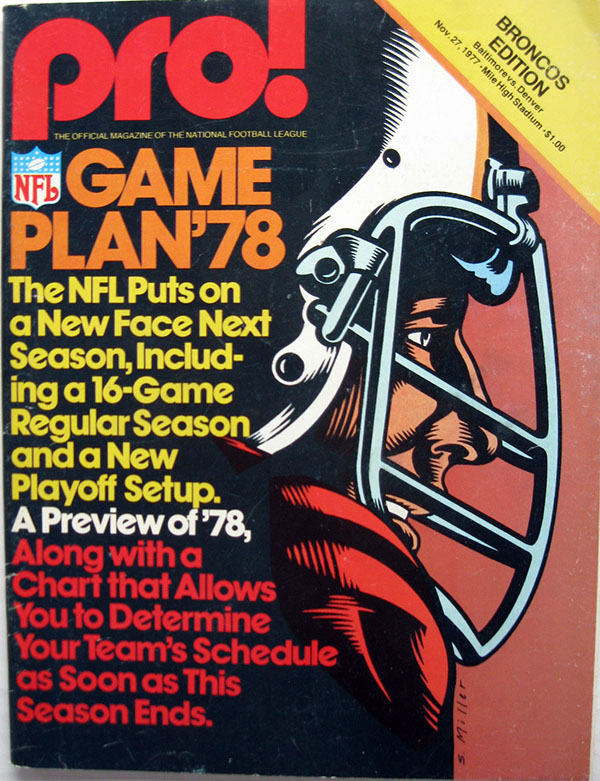 pro!
THE OFFICIAL MAGAZINE OF THE NATIONAL FOOTBALL LEAGUE
BRONCOS
EDITION
Baltimore vs. Denver
Nov. 27, 1977 • Mile High Stadium • $1.00
NFL
GAME
PLAN'78
The NFL Puts on
a New Face Next
Season, Includ-
ing a 16-Game
Regular Season
and a New
Playoff Setup.
A Preview of '78,
Along with a
Chart that Allows
You to Determine
Your Team's Schedule
as Soon as This
Season Ends.
S. Miller